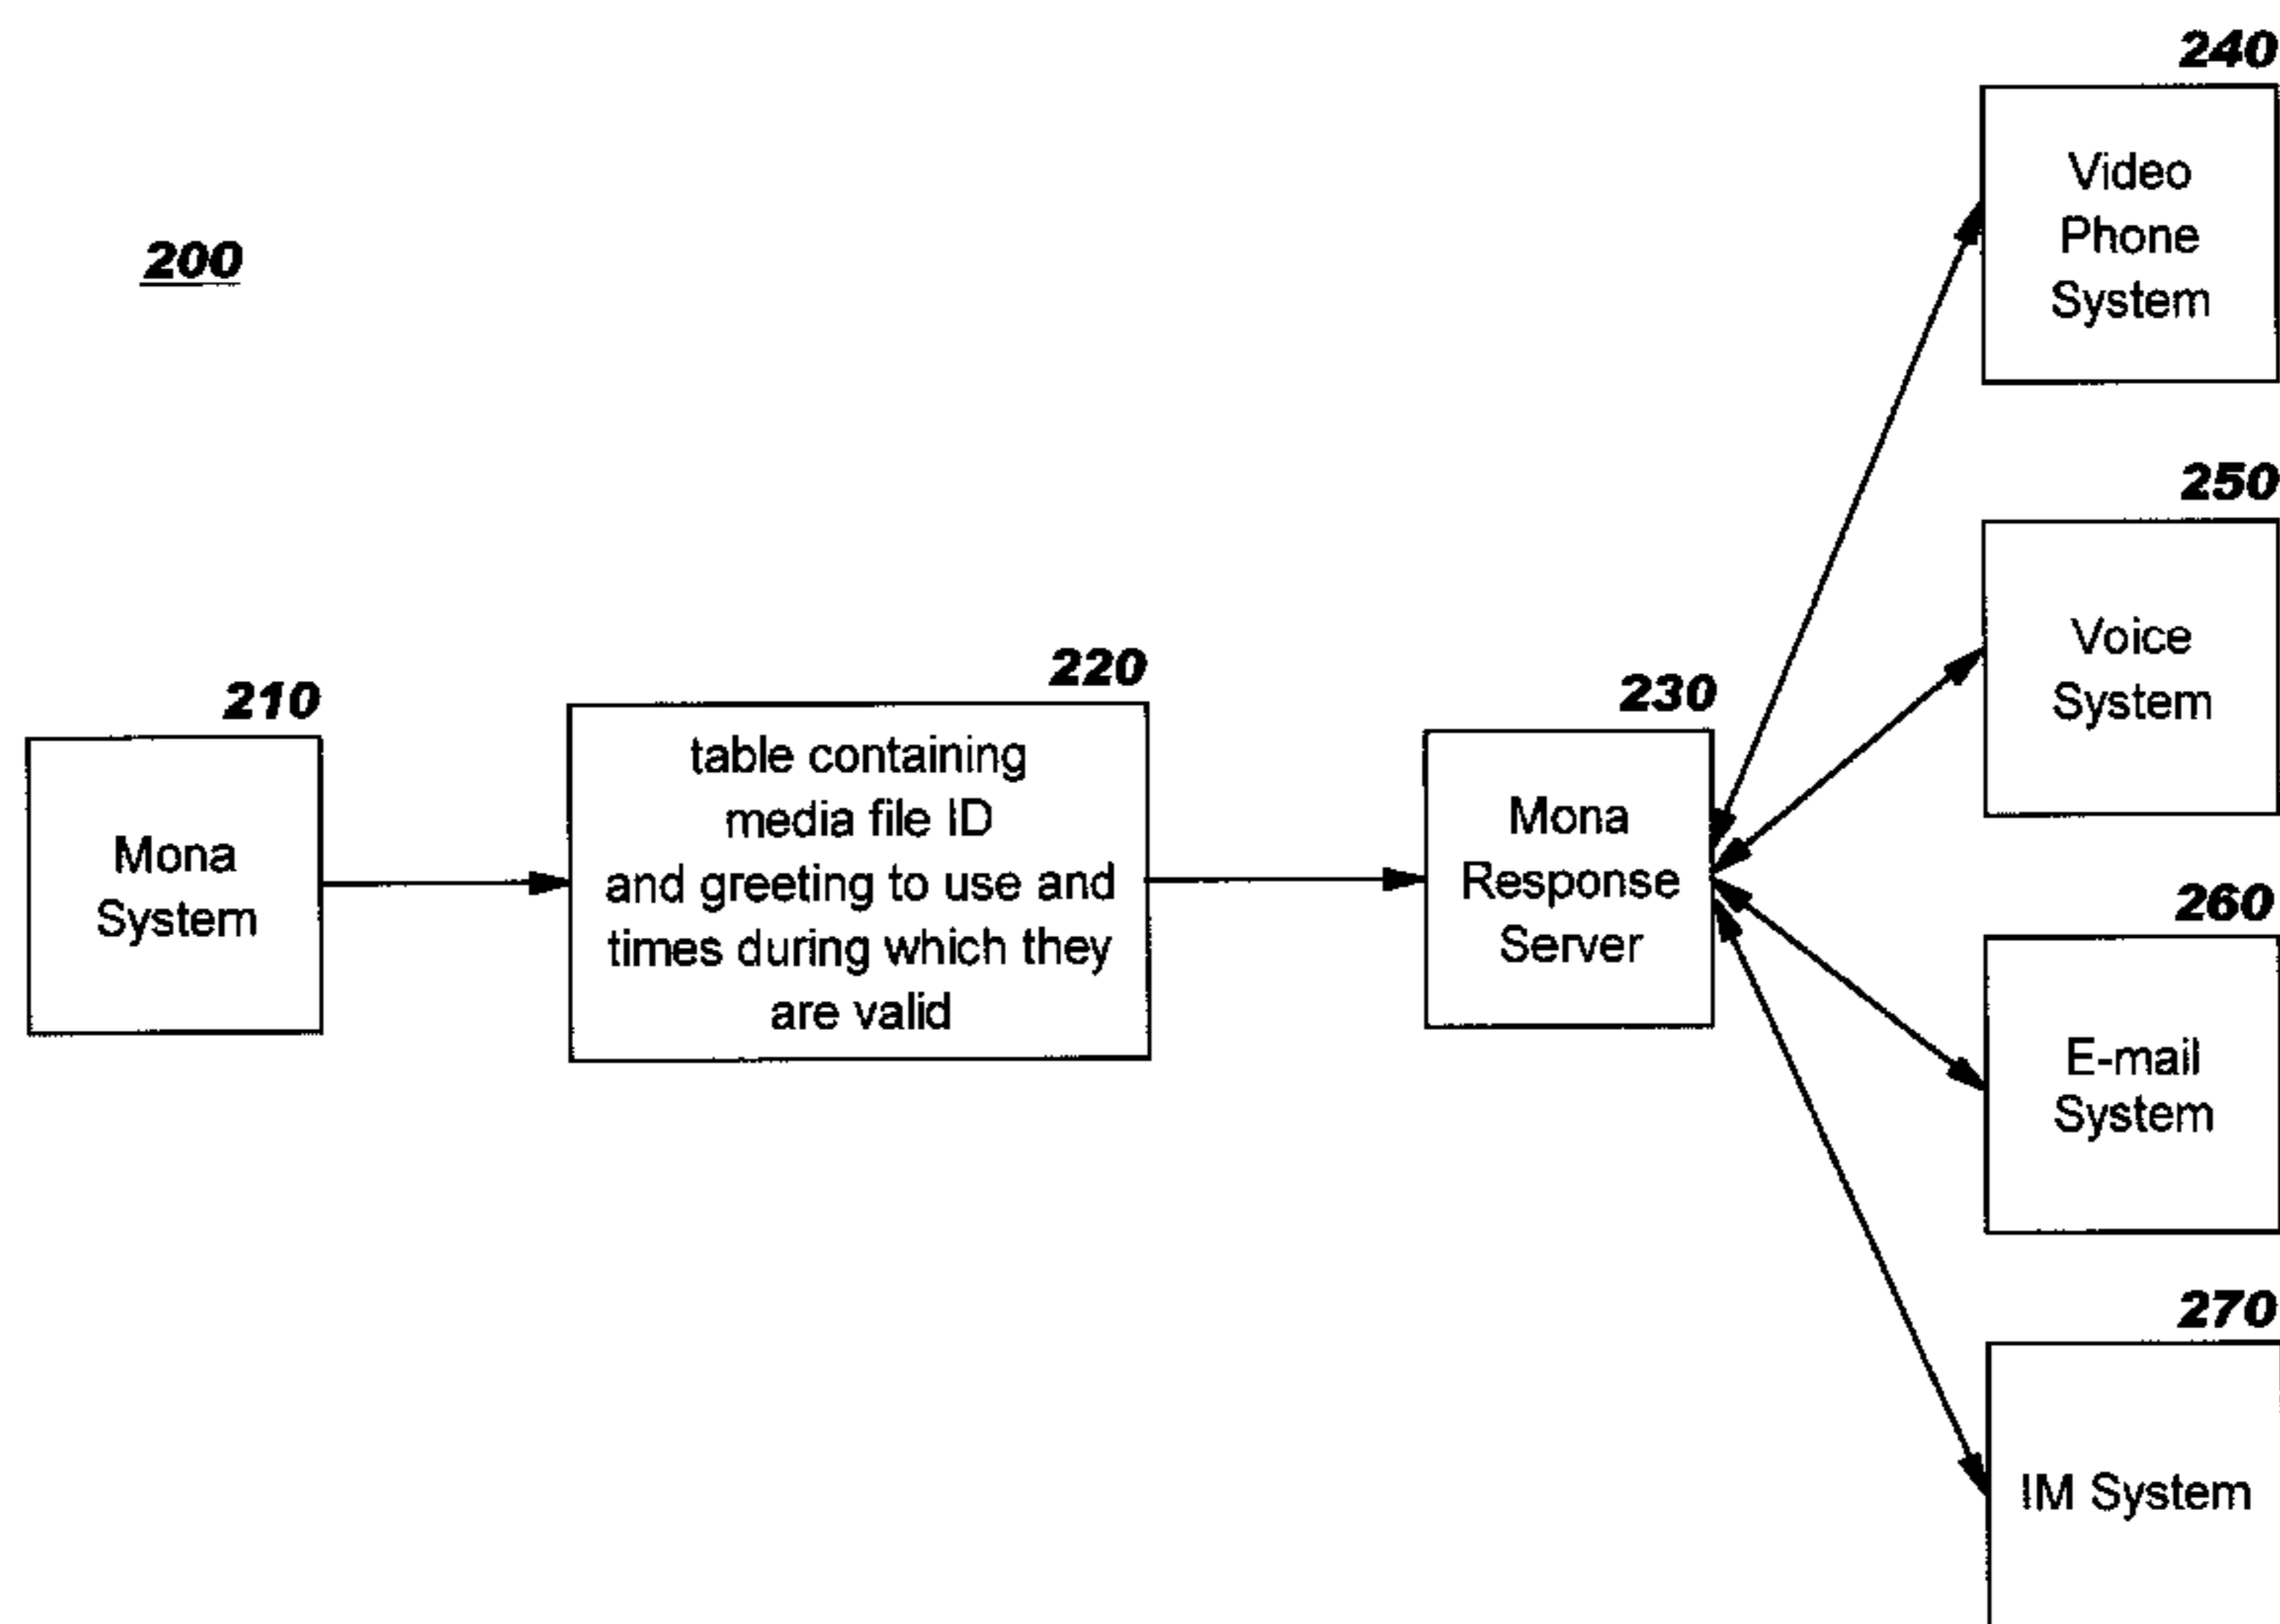 200
210
Mona
System
220
table containing
media file ID
and greeting to use and
times during which they
are valid
230
Mona
Response
Server
240
Video
Phone
System
250
Voice
System
260
E-mail
System
270
IM System